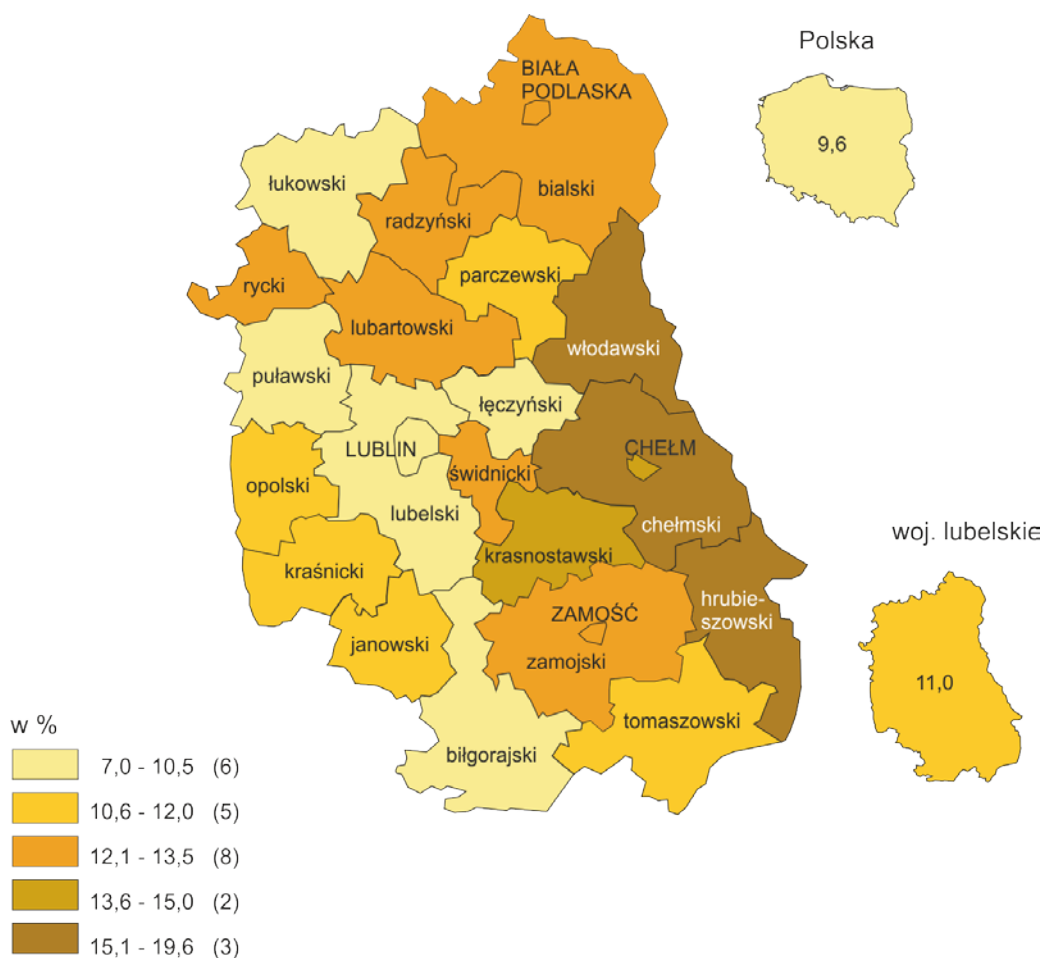 Polska
9,6
BIAŁA
PODLASKA
łukowski
bialski
radzyński
parczewski
rycki
lubartowski
włodawski
puławski
łęczyński
LUBLIN
CHEŁM
świdnicki
opolski
lubelski
chełmski
krasnostawski
woj. lubelskie
11,0
kraśnicki
hrubie-
szowski
ZAMOŚĆ
janowski
zamojski
tomaszowski
biłgorajski
w %
7,0 - 10,5 (6)
10,6 - 12,0 (5)
12,1 - 13,5 (8)
13,6 - 15,0 (2)
15,1 - 19,6 (3)